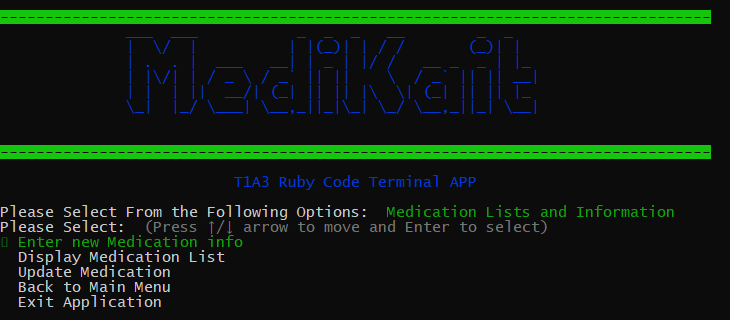 MediKait
T1A3 Ruby Code Terminal APP
Please Select From the Following Options: Medication Lists and Information
Please Select: (Press ↑/↓ arrow to move and Enter to select)
Enter new Medication info
Display Medication List
Update Medication
Back to Main Menu
Exit Application